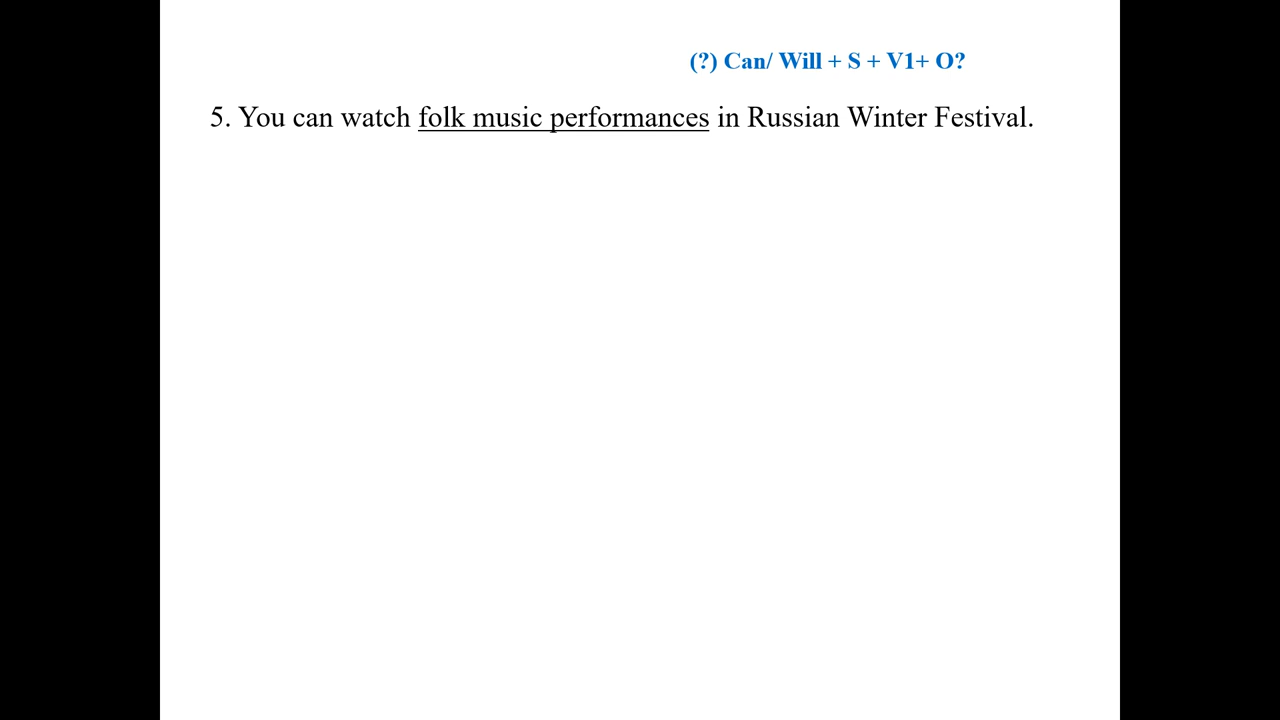 (?) Can/ Will + S + V1+ O?
5. You can watch folk music performances in Russian Winter Festival.